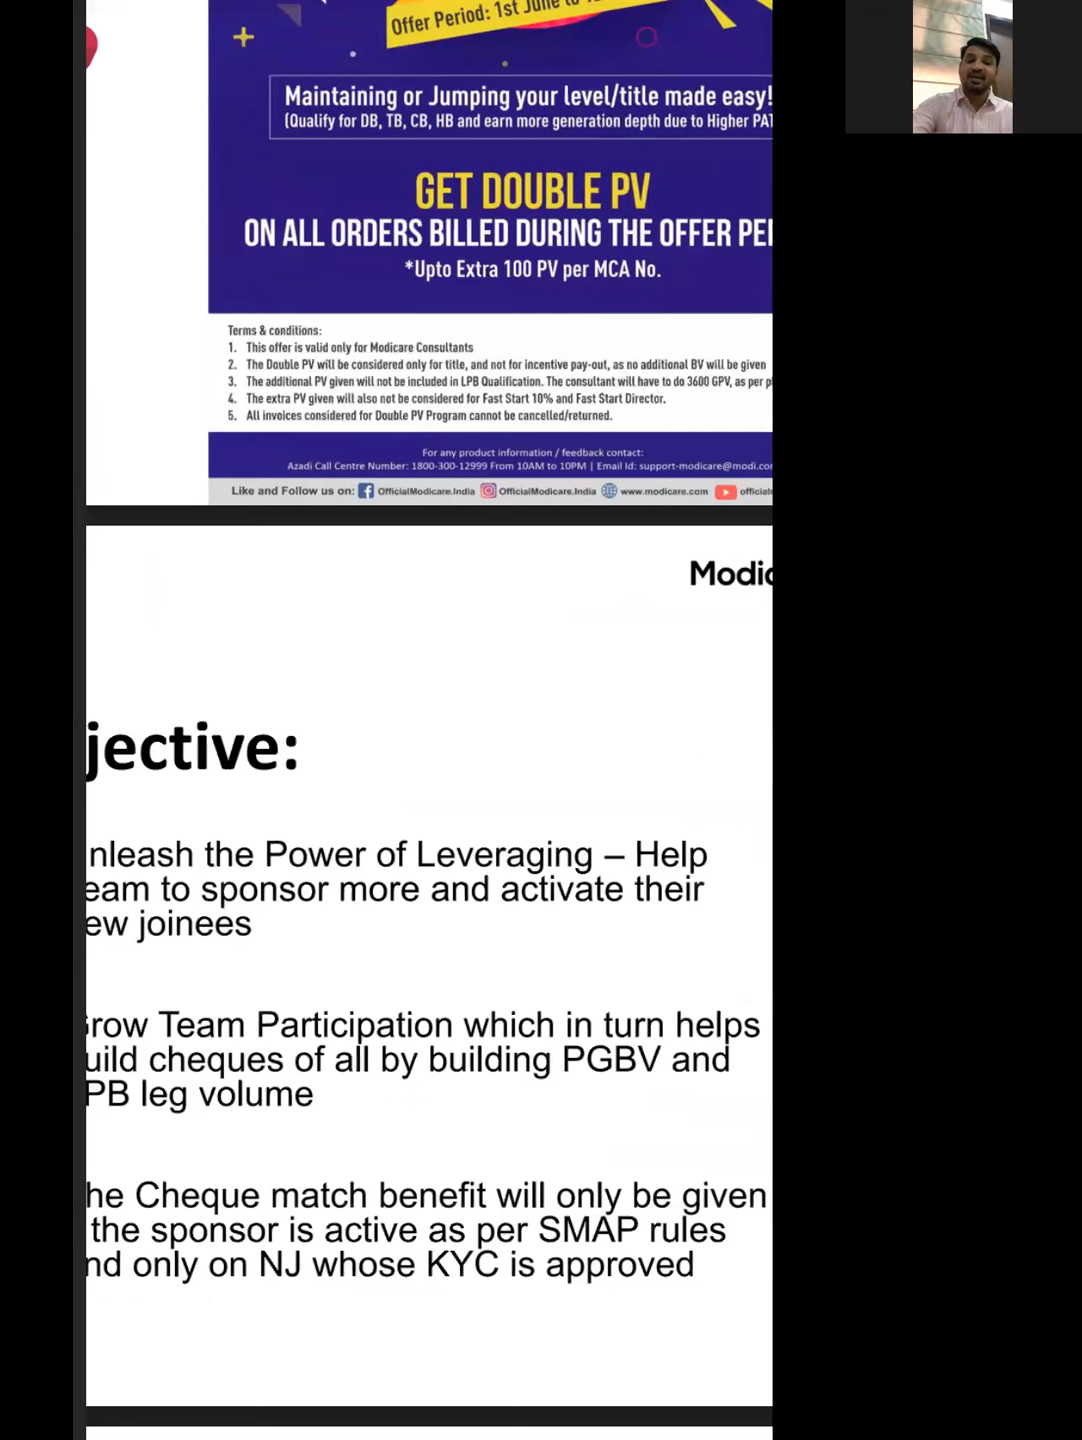 Offer Period: 1st June to
Maintaining or Jumping your level/title made easy!
(Qualify for DB, TB, CB, HB and earn more generation depth due to Higher PAT
GET DOUBLE PV
ON ALL ORDERS BILLED DURING THE OFFER PE
*Upto Extra 100 PV per MCA No.
Terms & conditions:
1. This offer is valid only for Modicare Consultants
2. The Double PV will be considered only for title, and not for incentive pay-out, as no additional BV will be given
3. The additional PV given will not be included in LPB Qualification. The consultant will have to do 3600 GPV, as per p
4. The extra PV given will also not be considered for Fast Start 10% and Fast Start Director.
5. All invoices considered for Double PV Program cannot be cancelled/returned.
For any product information / feedback contact:
Azadi Call Centre Number: 1800-300-12999 From 10AM to 10PM | Email Id: support-modicare@modi.co
Like and Follow us on: OfficialModicare.India OfficialModicare.India www.modicare.com official
Modic
jective:
nleash the Power of Leveraging – Help
eam to sponsor more and activate their
ew joinees
row Team Participation which in turn helps
uild cheques of all by building PGBV and
PB leg volume
he Cheque match benefit will only be given
the sponsor is active as per SMAP rules
nd only on NJ whose KYC is approved